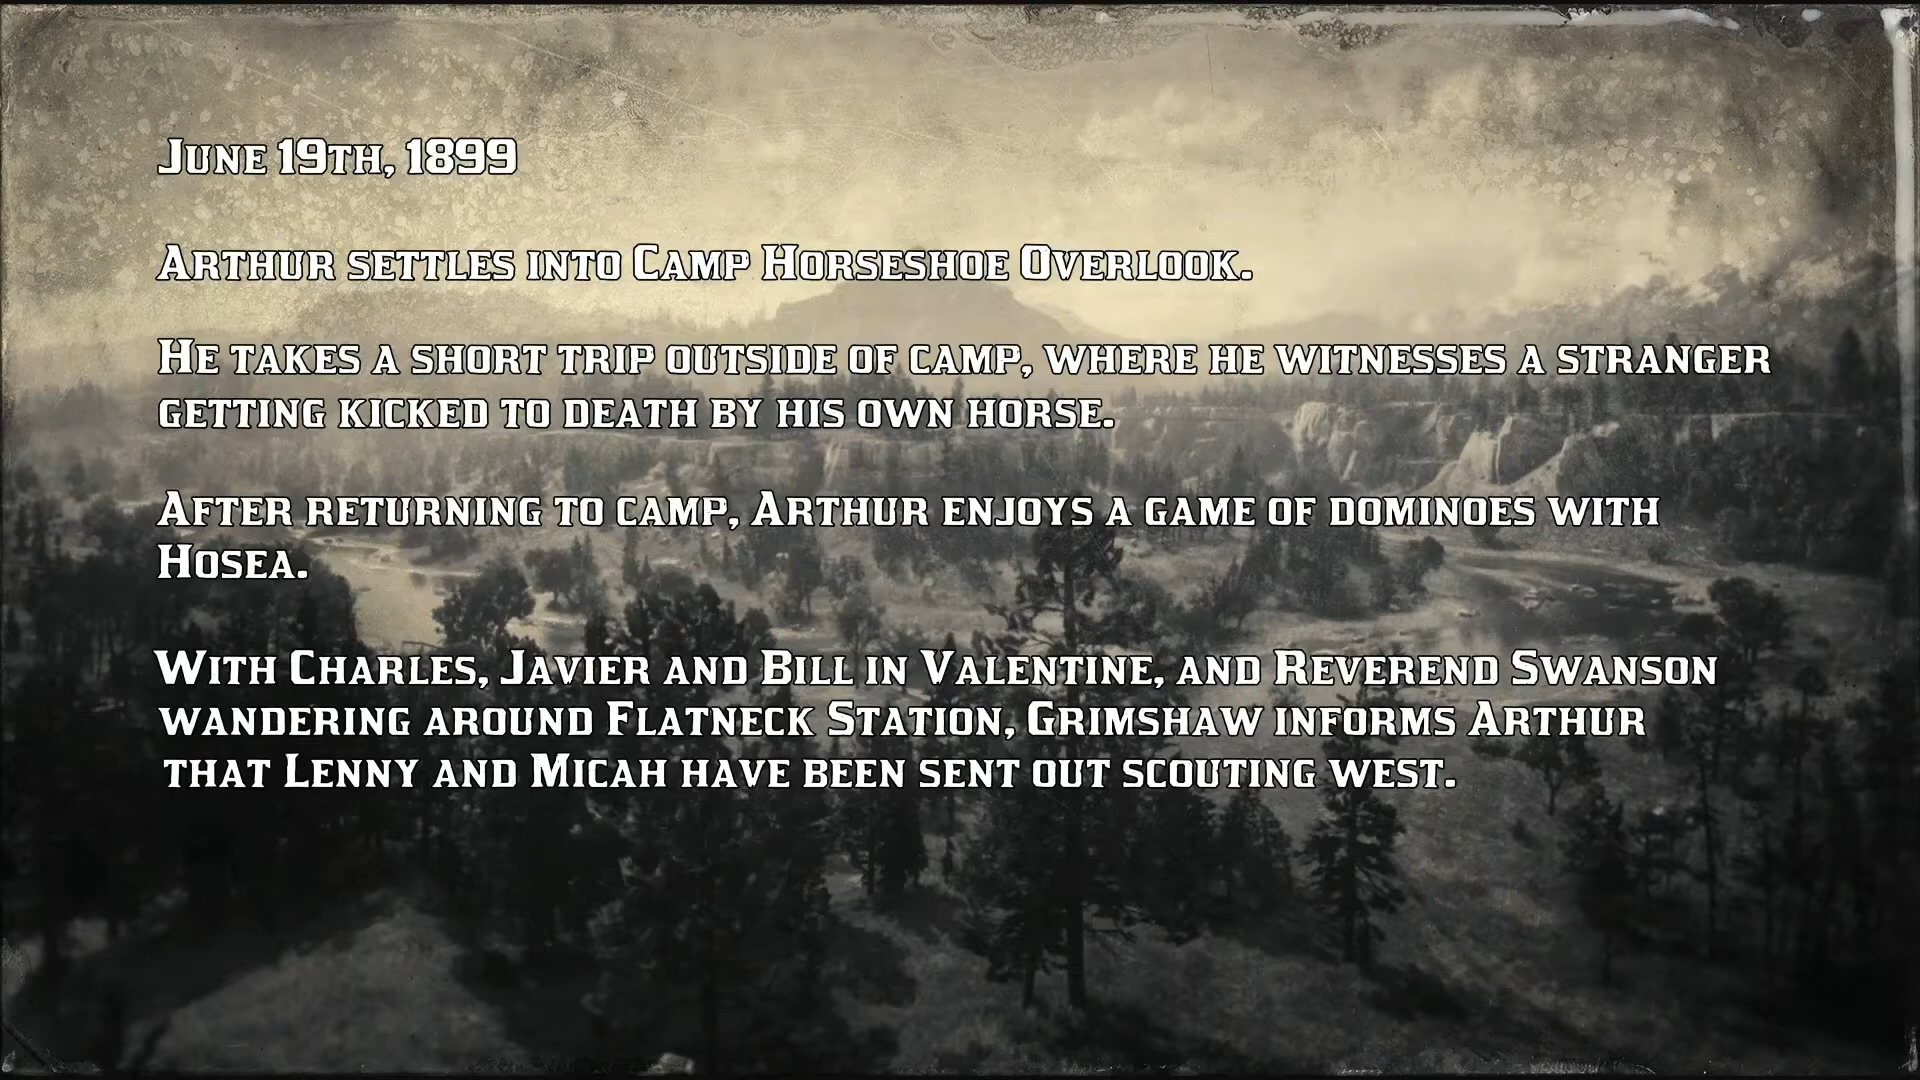 June 19th, 1899
Arthur settles into Camp Horseshoe Overlook.
He takes a short trip outside of camp, where he witnesses a stranger
getting kicked to death by his own horse.
After returning to camp, Arthur enjoys a game of dominoes with
Hosea.
With Charles, Javier and Bill in Valentine, and Reverend Swanson
wandering around Flatneck Station, Grimshaw informs Arthur
that Lenny and Micah have been sent out scouting west.